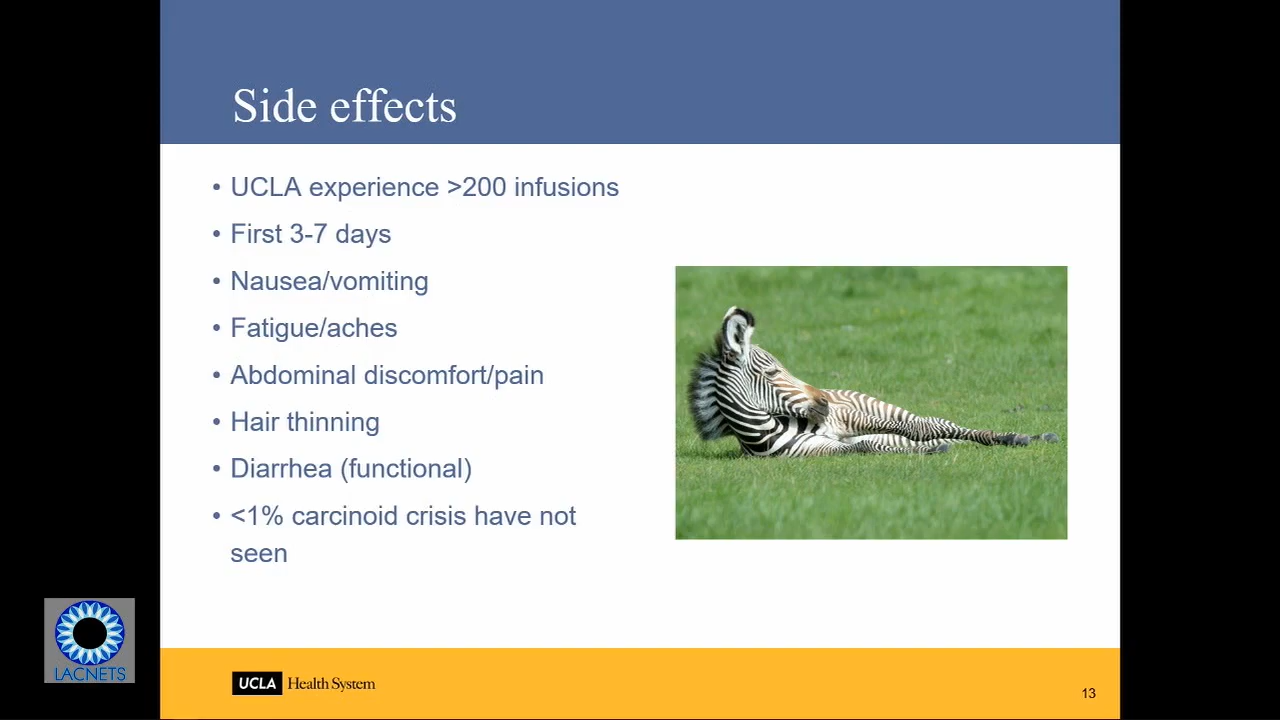 Side effects
• UCLA experience >200 infusions
• First 3-7 days
• Nausea/vomiting
• Fatigue/aches
• Abdominal discomfort/pain
• Hair thinning
• Diarrhea (functional)
• <1% carcinoid crisis have not
seen
LACNETS
UCLA Health System
13